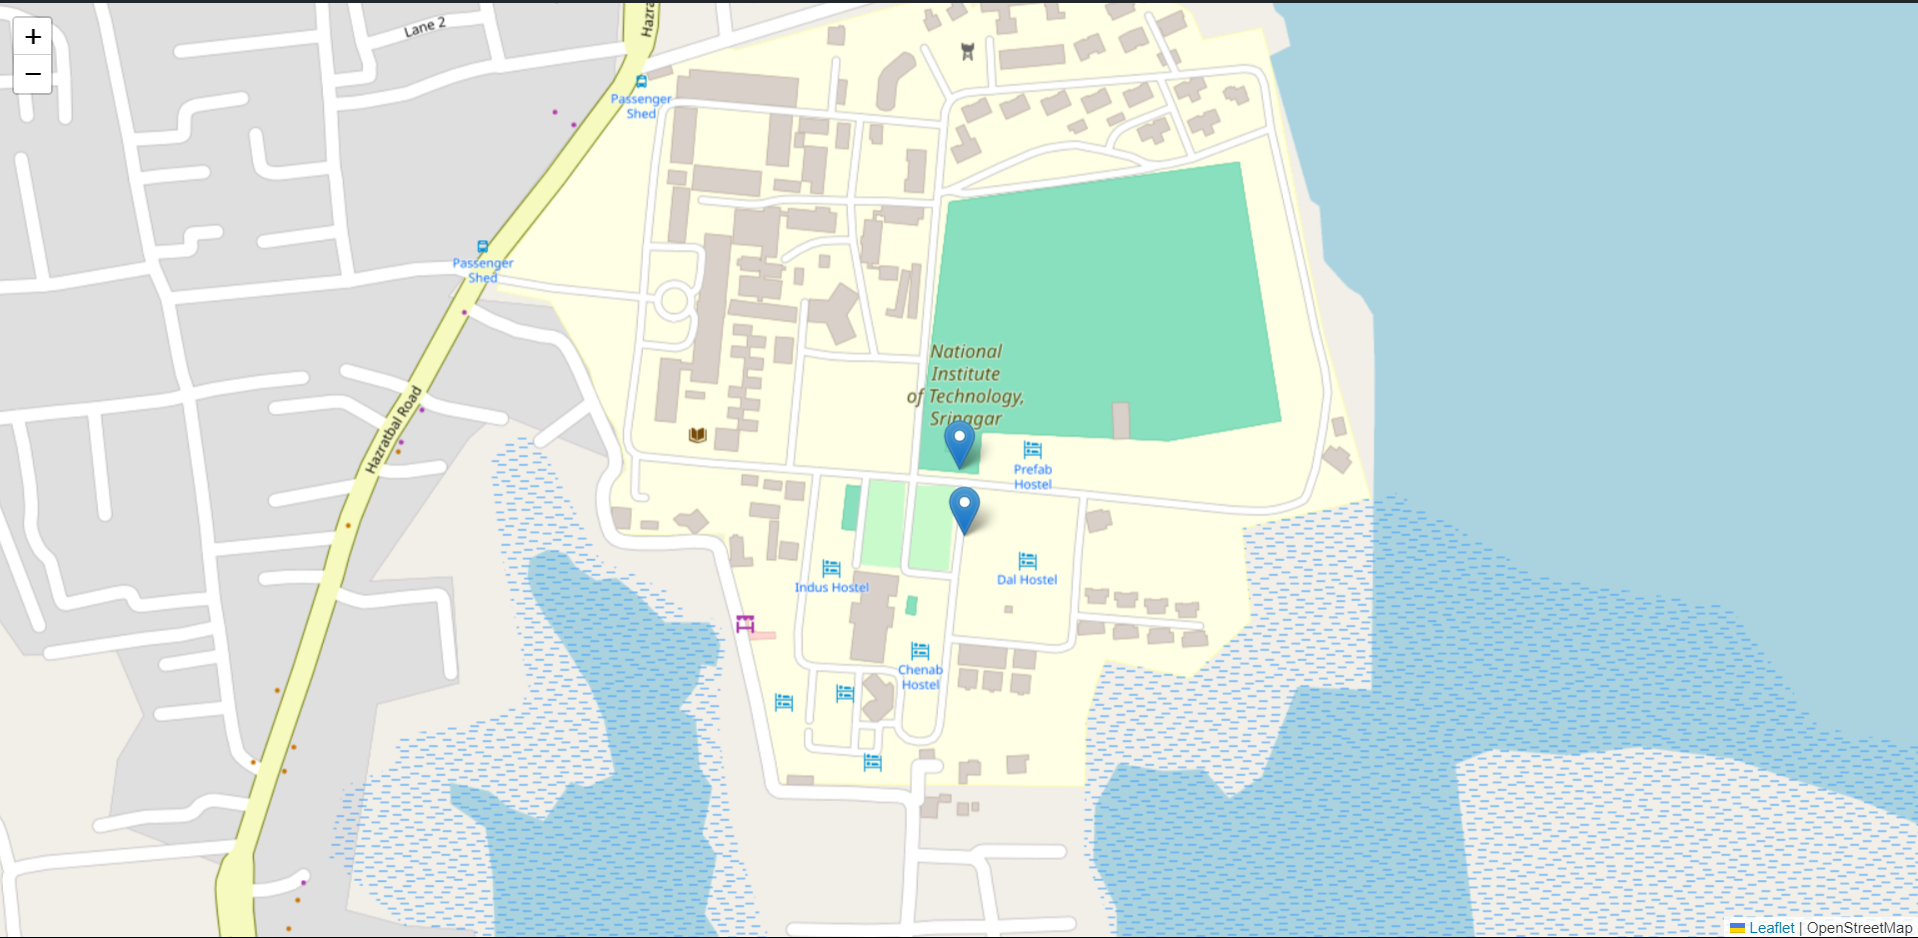 +
−
Lane 2
Hazra
Passenger
Shed
Passenger
Shed
Hazratbal Road
National
Institute
of Technology,
Srinagar
Prefab
Hostel
Indus Hostel
Dal Hostel
Chenab
Hostel
Leaflet | OpenStreetMap